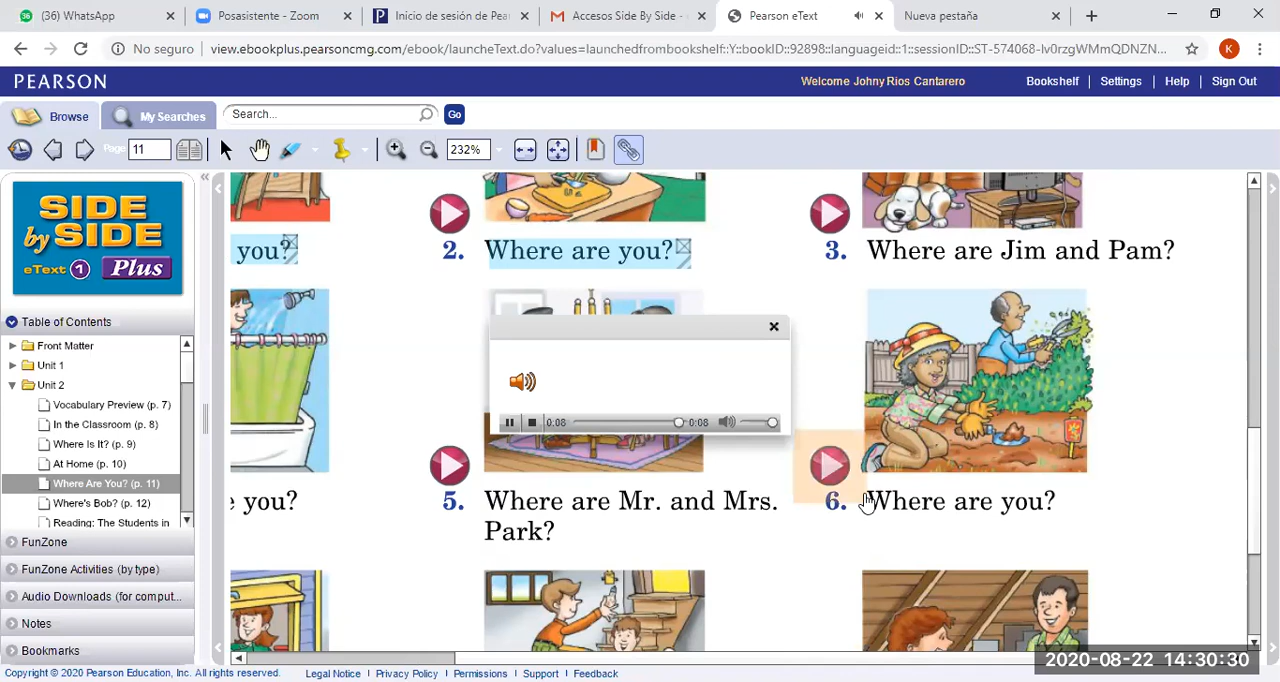 (36) WhatsApp
Posasistente - Zoom
Inicio de sesión de Pe
Accesos Side By Side -
Pearson eText
Nueva pestaña
No seguro
view.ebookplus.pearsoncmg.com/ebook/launcheText.do?values=launchedfrombookshelf::Y::bookID::92898::languageid::1::sessionID::ST-574068-lv0rzgWMmQDNZN...
K
PEARSON
Welcome Johny Rios Cantarero
Bookshelf | Settings | Help | Sign Out
Browse
My Searches
Search...
Go
Page 11
232%
SIDE
by SIDE
eText 1 Plus
Table of Contents
Front Matter
Unit 1
Unit 2
Vocabulary Preview (p. 7)
In the Classroom (p. 8)
Where Is It? (p. 9)
At Home (p. 10)
Where Are You? (p. 11)
Where's Bob? (p. 12)
Reading: The Students in
FunZone
FunZone Activities (by type)
Audio Downloads (for comput...
Notes
Bookmarks
you?
2. Where are you?
3. Where are Jim and Pam?
0:08
0:08
e you?
5. Where are Mr. and Mrs.
Park?
6. Where are you?
2020-08-22 14:30:30
Copyright © 2020 Pearson Education, Inc. All rights reserved.
Legal Notice | Privacy Policy | Permissions | Support | Feedback